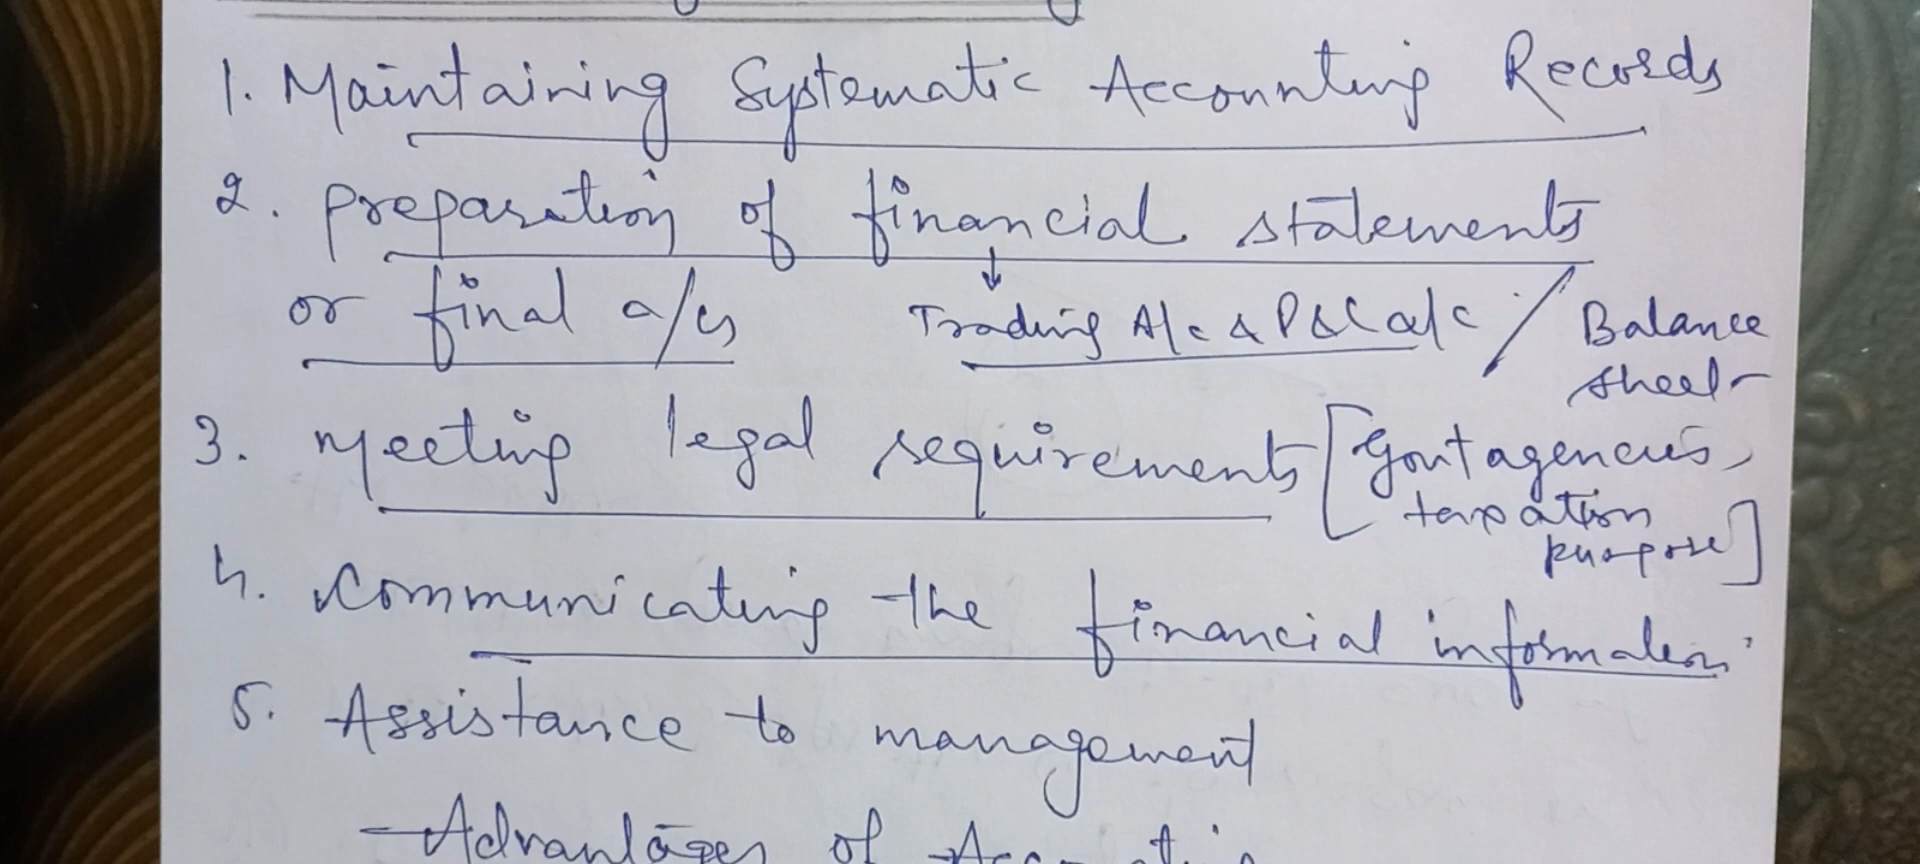 1. Maintaining Systematic Accounting Records
2. preparation of financial statements
or final a/cs Trading A/c & P&L a/c / Balance
sheet
3. Meeting legal requirements [Govt agencies,
taxation
purpose]
4. Communicating the financial information
5. Assistance to management
Advantages of